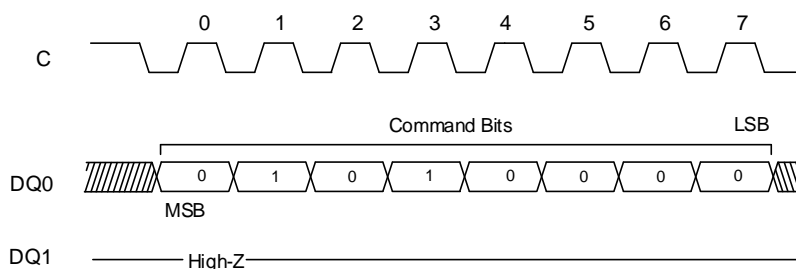 0 1 2 3 4 5 6 7
C
Command Bits LSB
DQ0 0 1 0 1 0 0 0 0
MSB
DQ1 High-Z